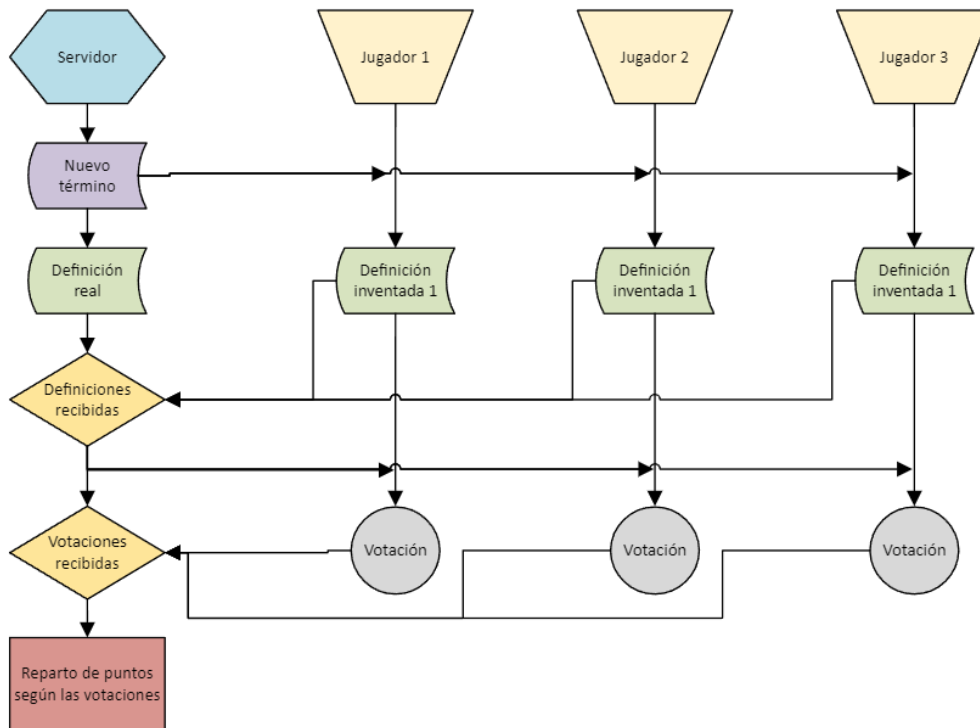 Servidor
Jugador 1
Jugador 2
Jugador 3
Nuevo
término
Definición
real
Definición
inventada 1
Definición
inventada 1
Definición
inventada 1
Definiciones
recibidas
Votaciones
recibidas
Votación
Votación
Votación
Reparto de puntos
según las votaciones